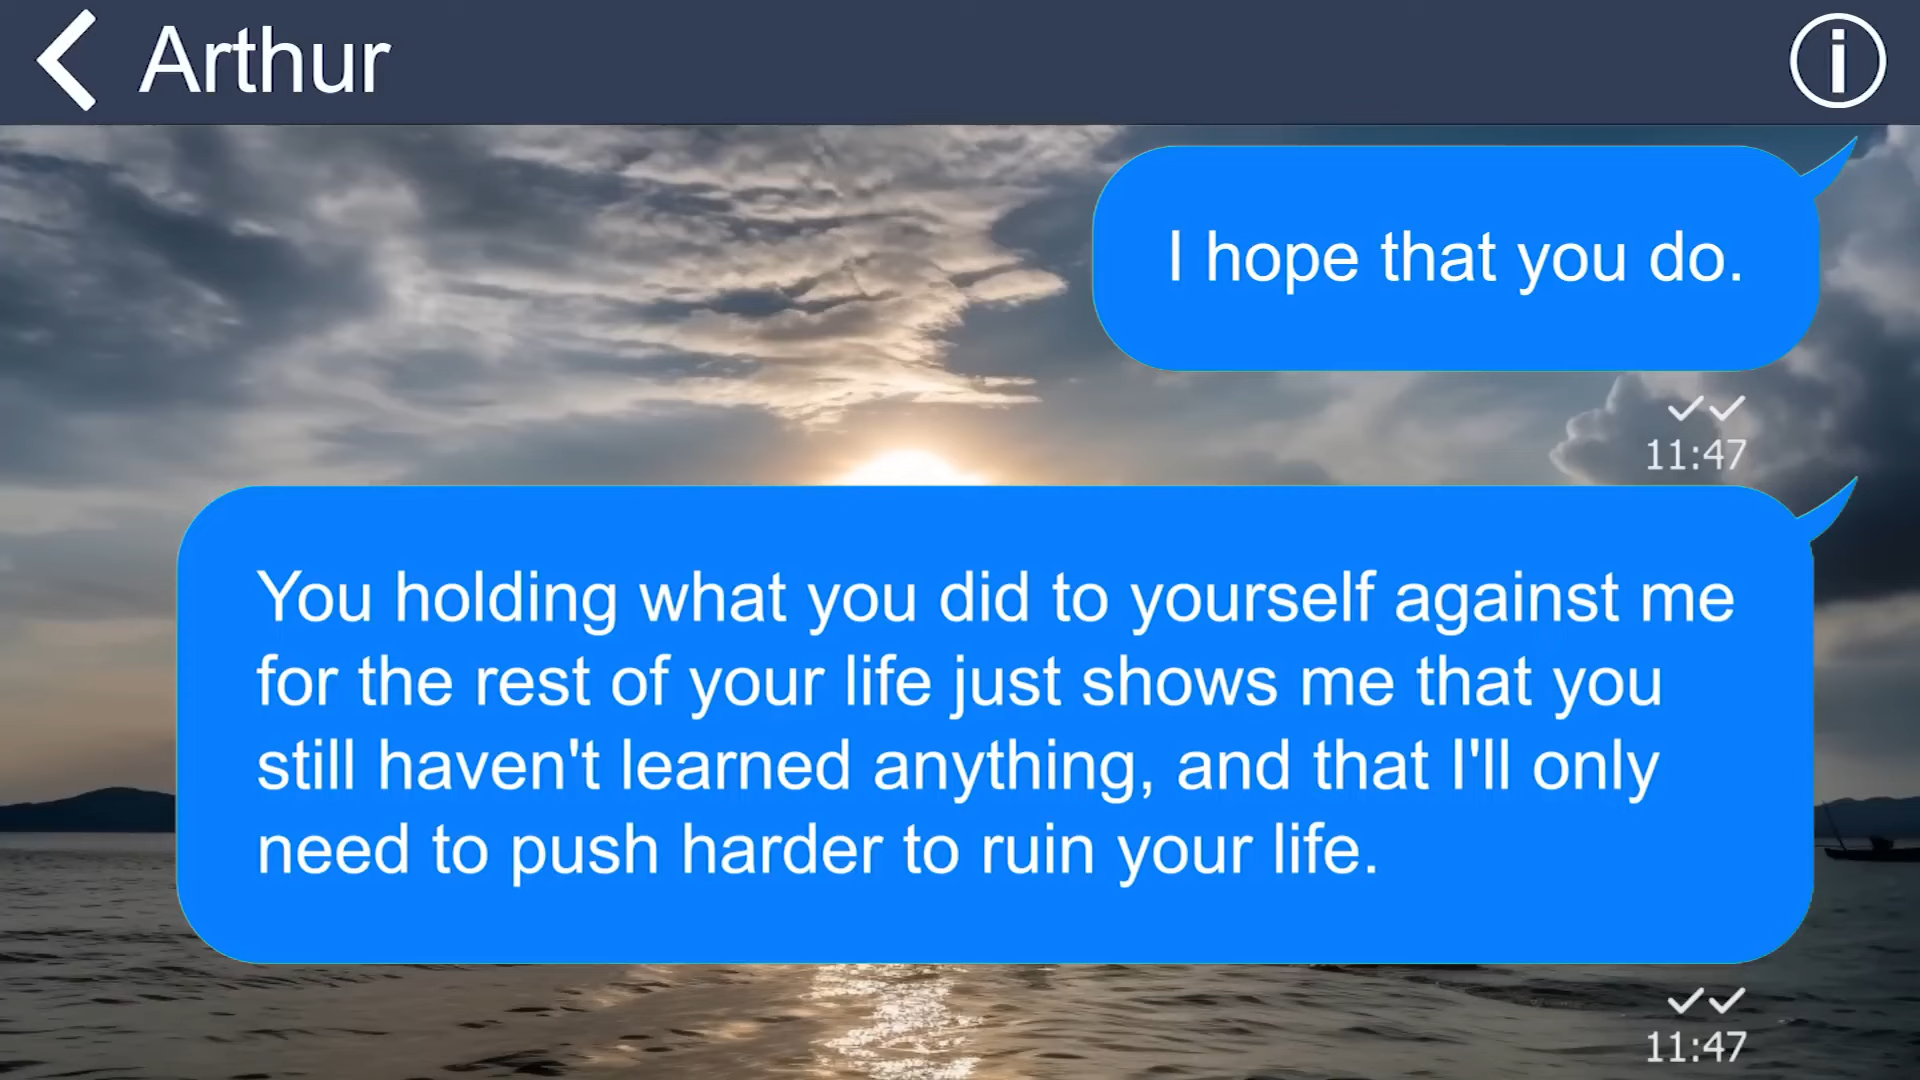 Arthur
I hope that you do.
11:47
You holding what you did to yourself against me
for the rest of your life just shows me that you
still haven't learned anything, and that I'll only
need to push harder to ruin your life.
11:47